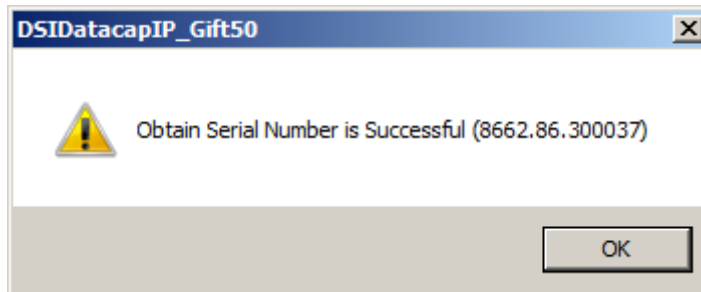 DSIDatacapIP_Gift50
Obtain Serial Number is Successful (8662.86.300037)
OK